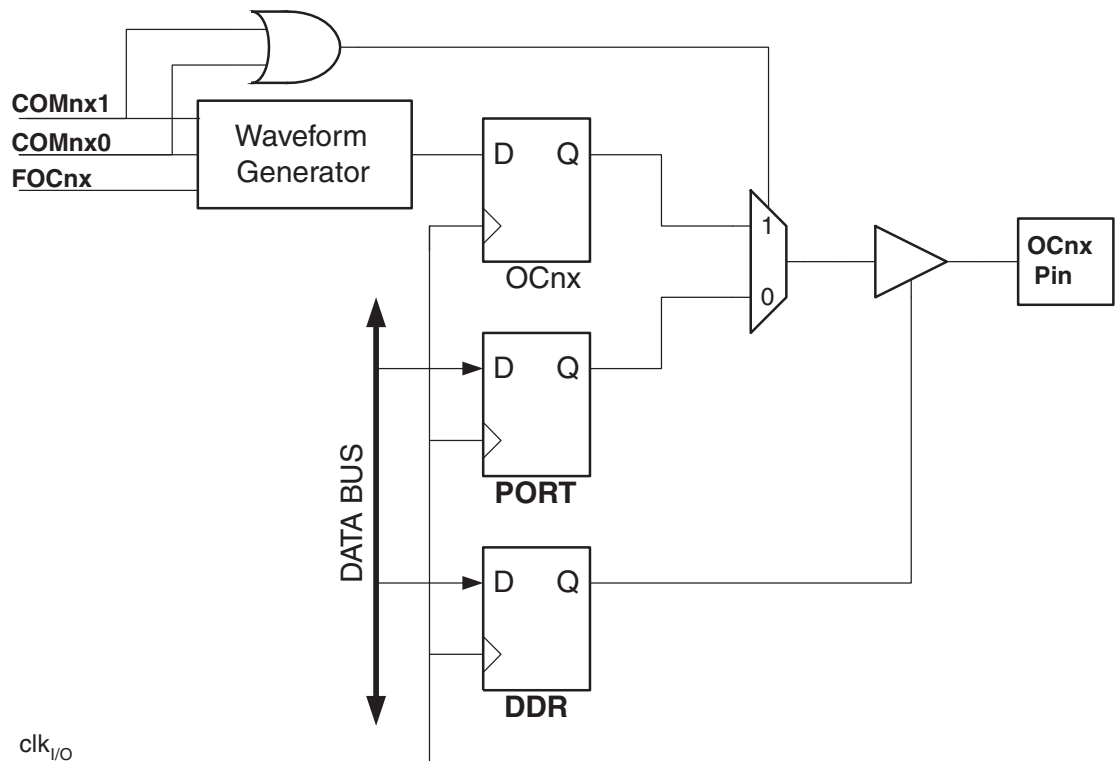 COMnx1
COMnx0
FOCnx
Waveform
Generator
D Q
OCnx
1
0
OCnx
Pin
D Q
PORT
DATA BUS
D Q
DDR
clkI/O